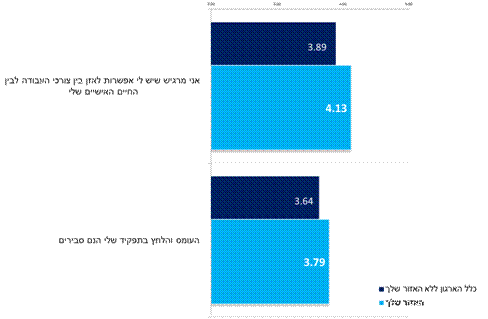 3.89
אני מרגיש שיש לי אפשרות לאזן בין צורכי העבודה לבין
החיים האישיים שלי
4.13
3.64
העומס והלחץ בתפקיד שלי הנם סבירים
3.79
כלל הארגון ללא האזור שלך
האזור שלך